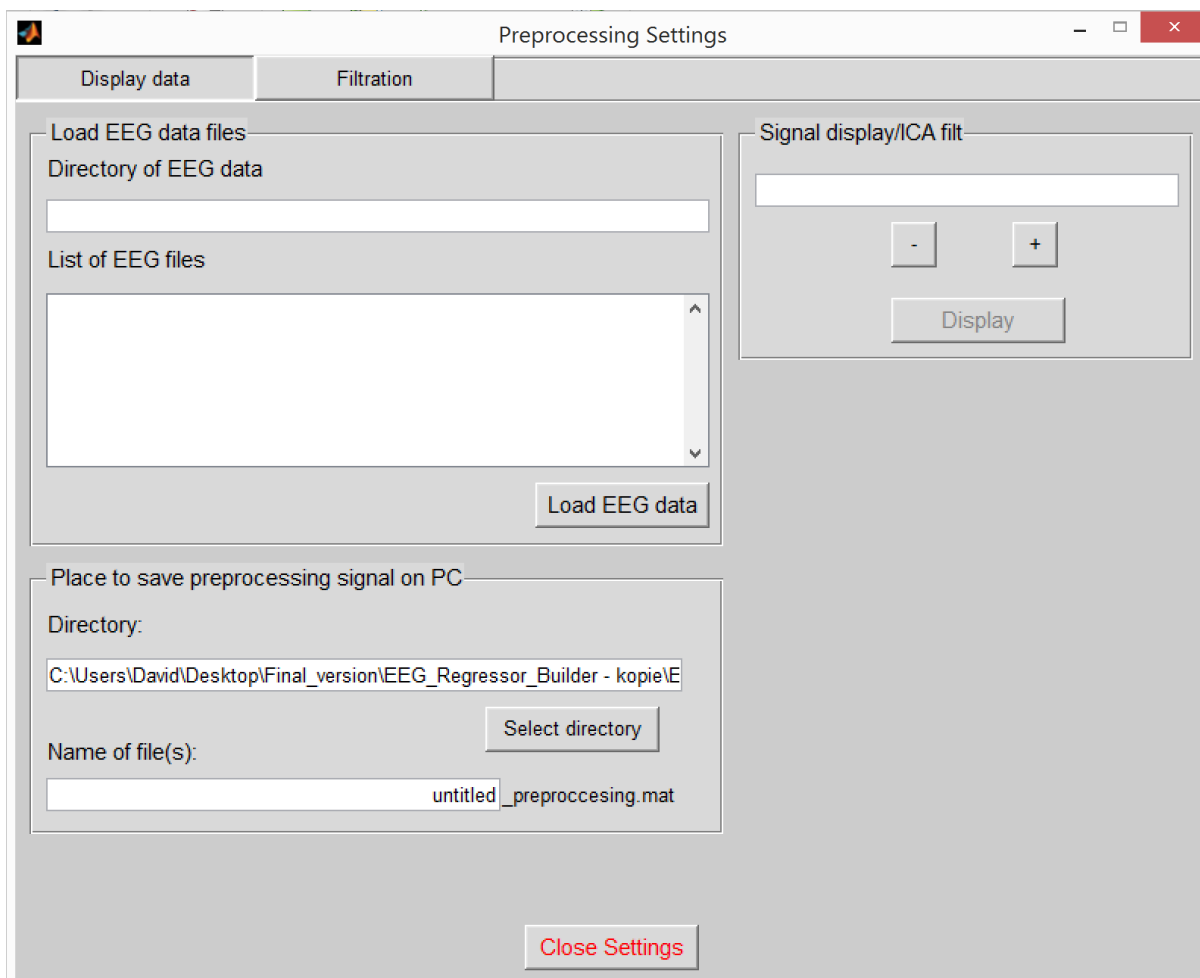 Preprocessing Settings
Display data
Filtration
Load EEG data files
Directory of EEG data
List of EEG files
Load EEG data
Signal display/ICA filt
-
+
Display
Place to save preprocessing signal on PC
Directory:
C:\Users\David\Desktop\Final_version\EEG_Regressor_Builder - kopie\E
Select directory
Name of file(s):
untitled _preproccesing.mat
Close Settings